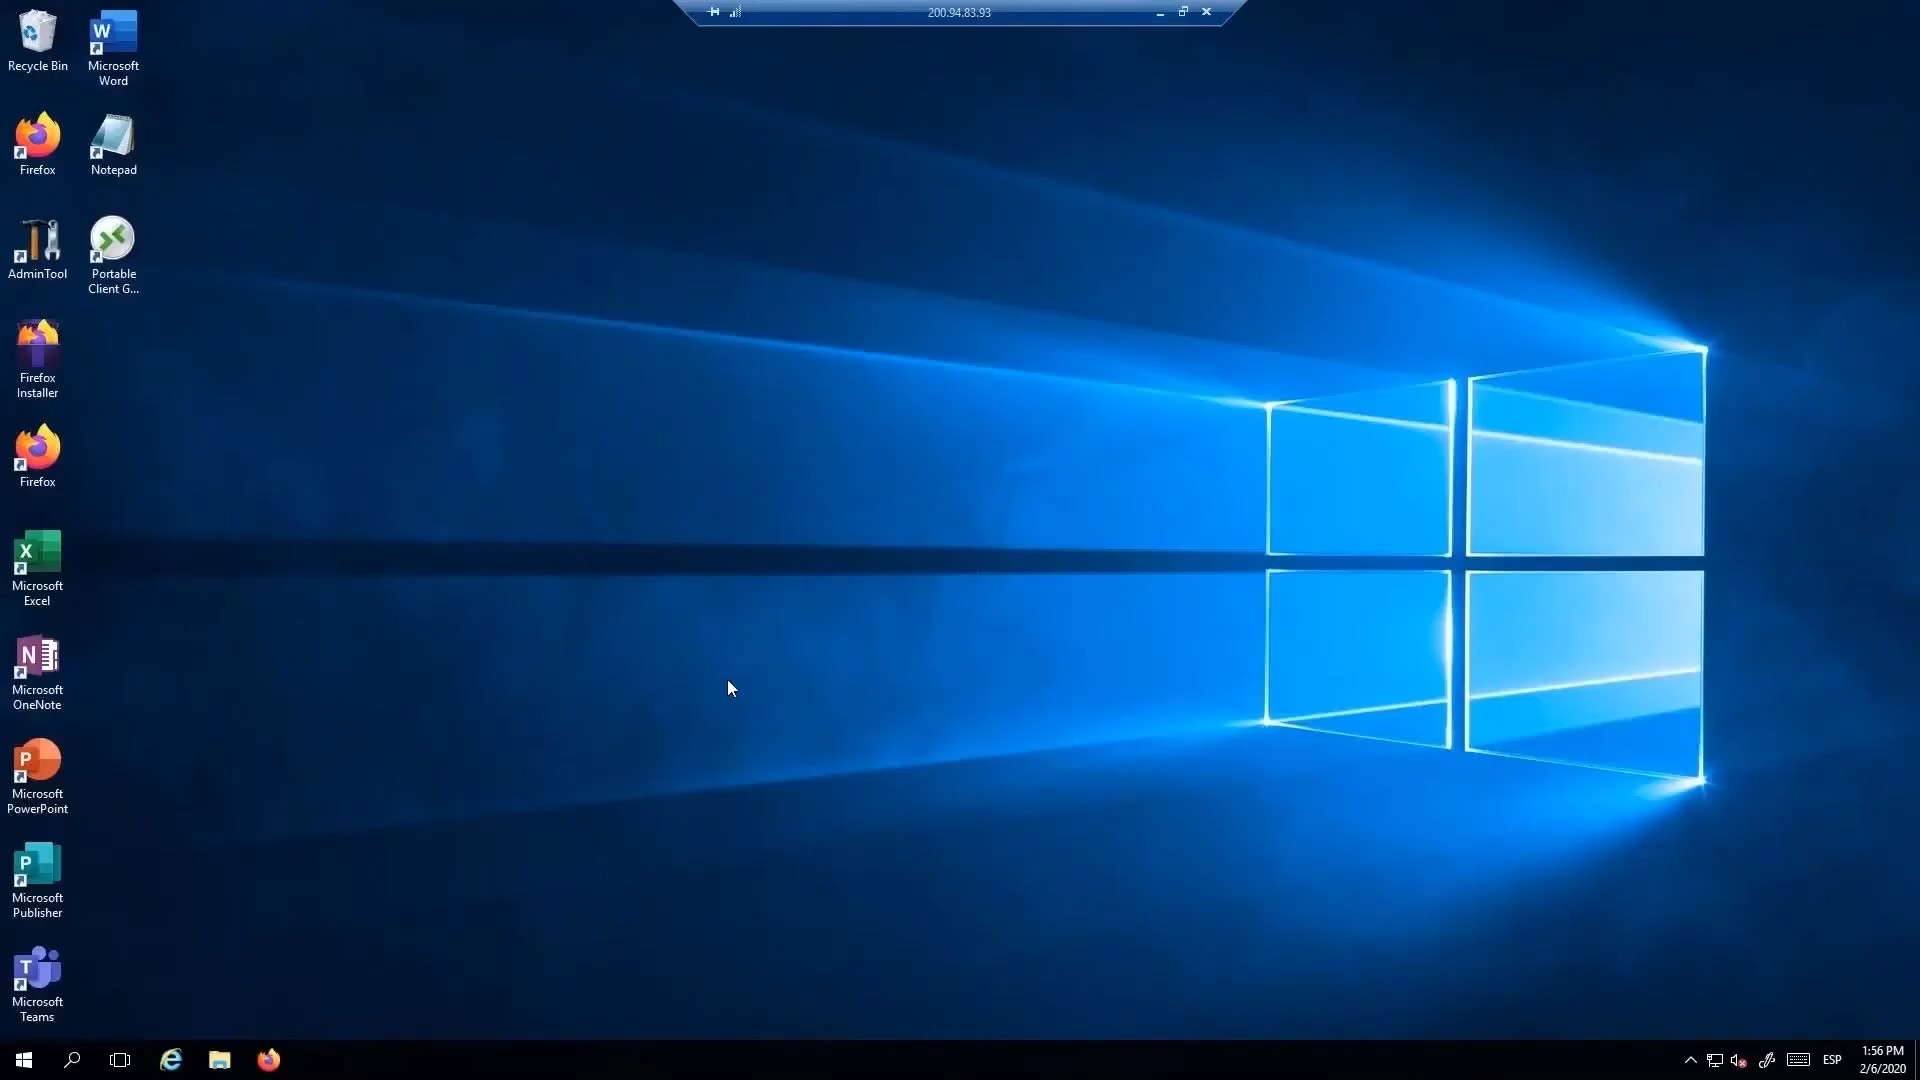 200.94.83.93
Recycle Bin
Microsoft
Word
Firefox
Notepad
AdminTool
Portable
Client G...
Firefox
Installer
Firefox
Microsoft
Excel
Microsoft
OneNote
Microsoft
PowerPoint
Microsoft
Publisher
Microsoft
Teams
ESP
1:56 PM
2/6/2020